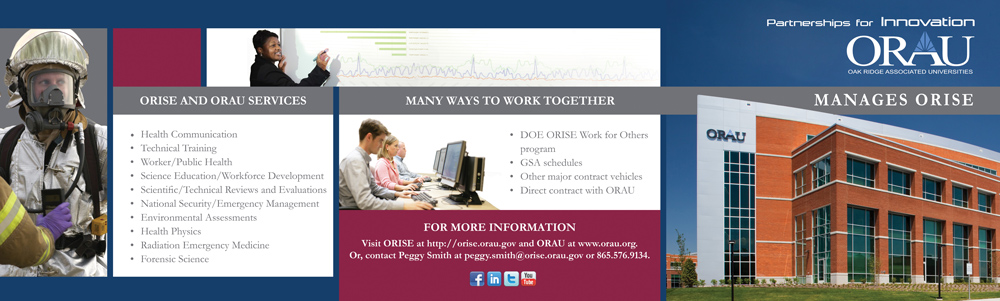 ORISE AND ORAU SERVICES
• Health Communication
• Technical Training
• Worker/Public Health
• Science Education/Workforce Development
• Scientific/Technical Reviews and Evaluations
• National Security/Emergency Management
• Environmental Assessments
• Health Physics
• Radiation Emergency Medicine
• Forensic Science
MANY WAYS TO WORK TOGETHER
• DOE ORISE Work for Others
program
• GSA schedules
• Other major contract vehicles
• Direct contract with ORAU
FOR MORE INFORMATION
Visit ORISE at http://orise.orau.gov and ORAU at www.orau.org.
Or, contact Peggy Smith at peggy.smith@orise.orau.gov or 865.576.9134.
f in t You Tube
Partnerships for Innovation
ORAU
OAK RIDGE ASSOCIATED UNIVERSITIES
MANAGES ORISE
ORAU